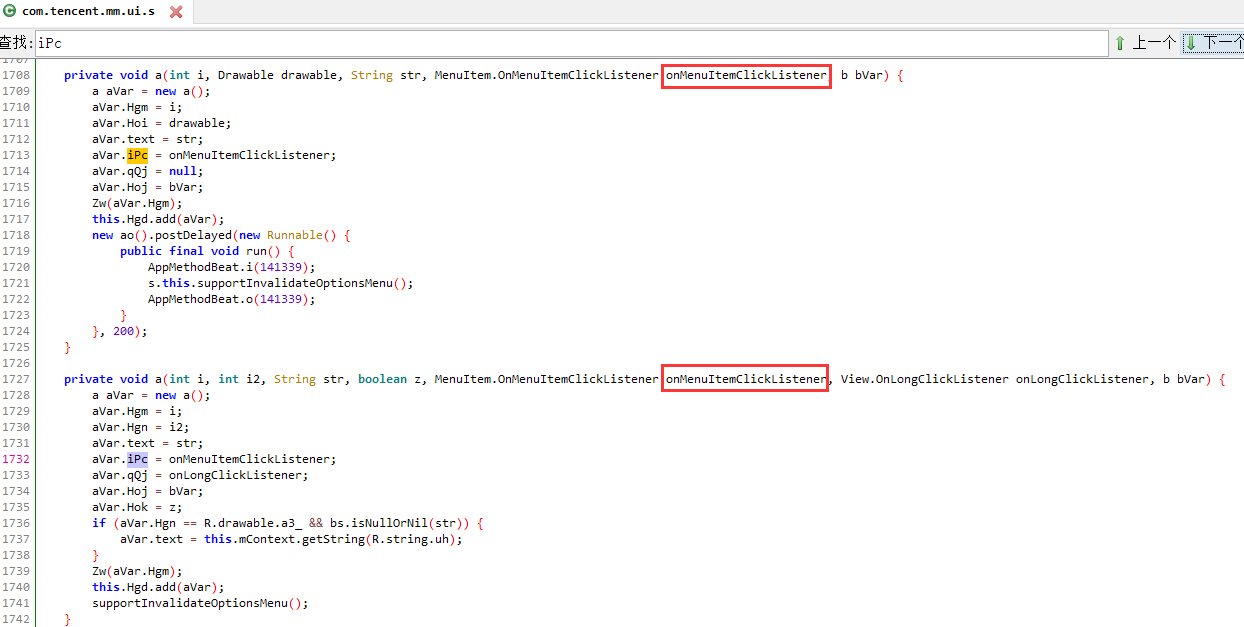 com.tencent.mm.ui.s
查找: iPc 上一个 下一个
1707
1708 private void a(int i, Drawable drawable, String str, MenuItem.OnMenuItemClickListener onMenuItemClickListener, b bVar) {
1709 a aVar = new a();
1710 aVar.Hgm = i;
1711 aVar.Hoi = drawable;
1712 aVar.text = str;
1713 aVar.iPc = onMenuItemClickListener;
1714 aVar.qQj = null;
1715 aVar.Hoj = bVar;
1716 Zw(aVar.Hgm);
1717 this.Hgd.add(aVar);
1718 new ao().postDelayed(new Runnable() {
1719 public final void run() {
1720 AppMethodBeat.i(141339);
1721 s.this.supportInvalidateOptionsMenu();
1722 AppMethodBeat.o(141339);
1723 }
1724 }, 200);
1725 }
1726
1727 private void a(int i, int i2, String str, boolean z, MenuItem.OnMenuItemClickListener onMenuItemClickListener, View.OnLongClickListener onLongClickListener, b bVar) {
1728 a aVar = new a();
1729 aVar.Hgm = i;
1730 aVar.Hgn = i2;
1731 aVar.text = str;
1732 aVar.iPc = onMenuItemClickListener;
1733 aVar.qQj = onLongClickListener;
1734 aVar.Hoj = bVar;
1735 aVar.Hok = z;
1736 if (aVar.Hgn == R.drawable.a3_ && bs.isNullOrNil(str)) {
1737 aVar.text = this.mContext.getString(R.string.uh);
1738 }
1739 Zw(aVar.Hgm);
1740 this.Hgd.add(aVar);
1741 supportInvalidateOptionsMenu();
1742 }